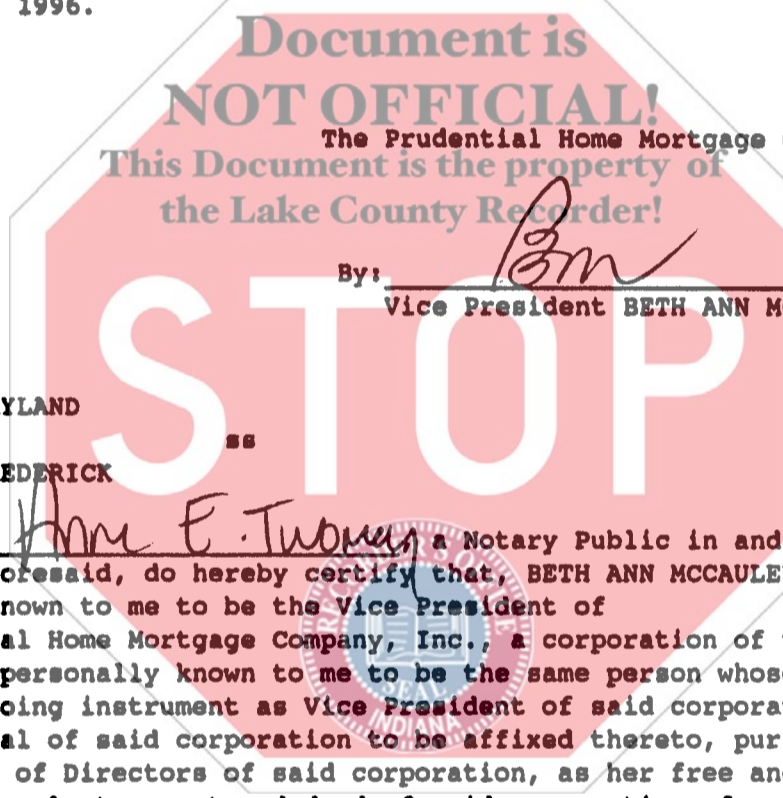 1996.
Document is
NOT OFFICIAL!
The Prudential Home Mortgage
This Document is the property of
the Lake County Recorder!
By:
Vice President BETH ANN M
STOP
YLAND
ss
EDERICK
Ann E. Twomey a Notary Public in and
oresaid, do hereby certify that, BETH ANN MCCAULE
nown to me to be the Vice President of
al Home Mortgage Company, Inc., a corporation of
personally known to me to be the same person whose
oing instrument as Vice President of said corpora
al of said corporation to be affixed thereto, pur
of Directors of said corporation, as her free an
SEAL
INDIANA